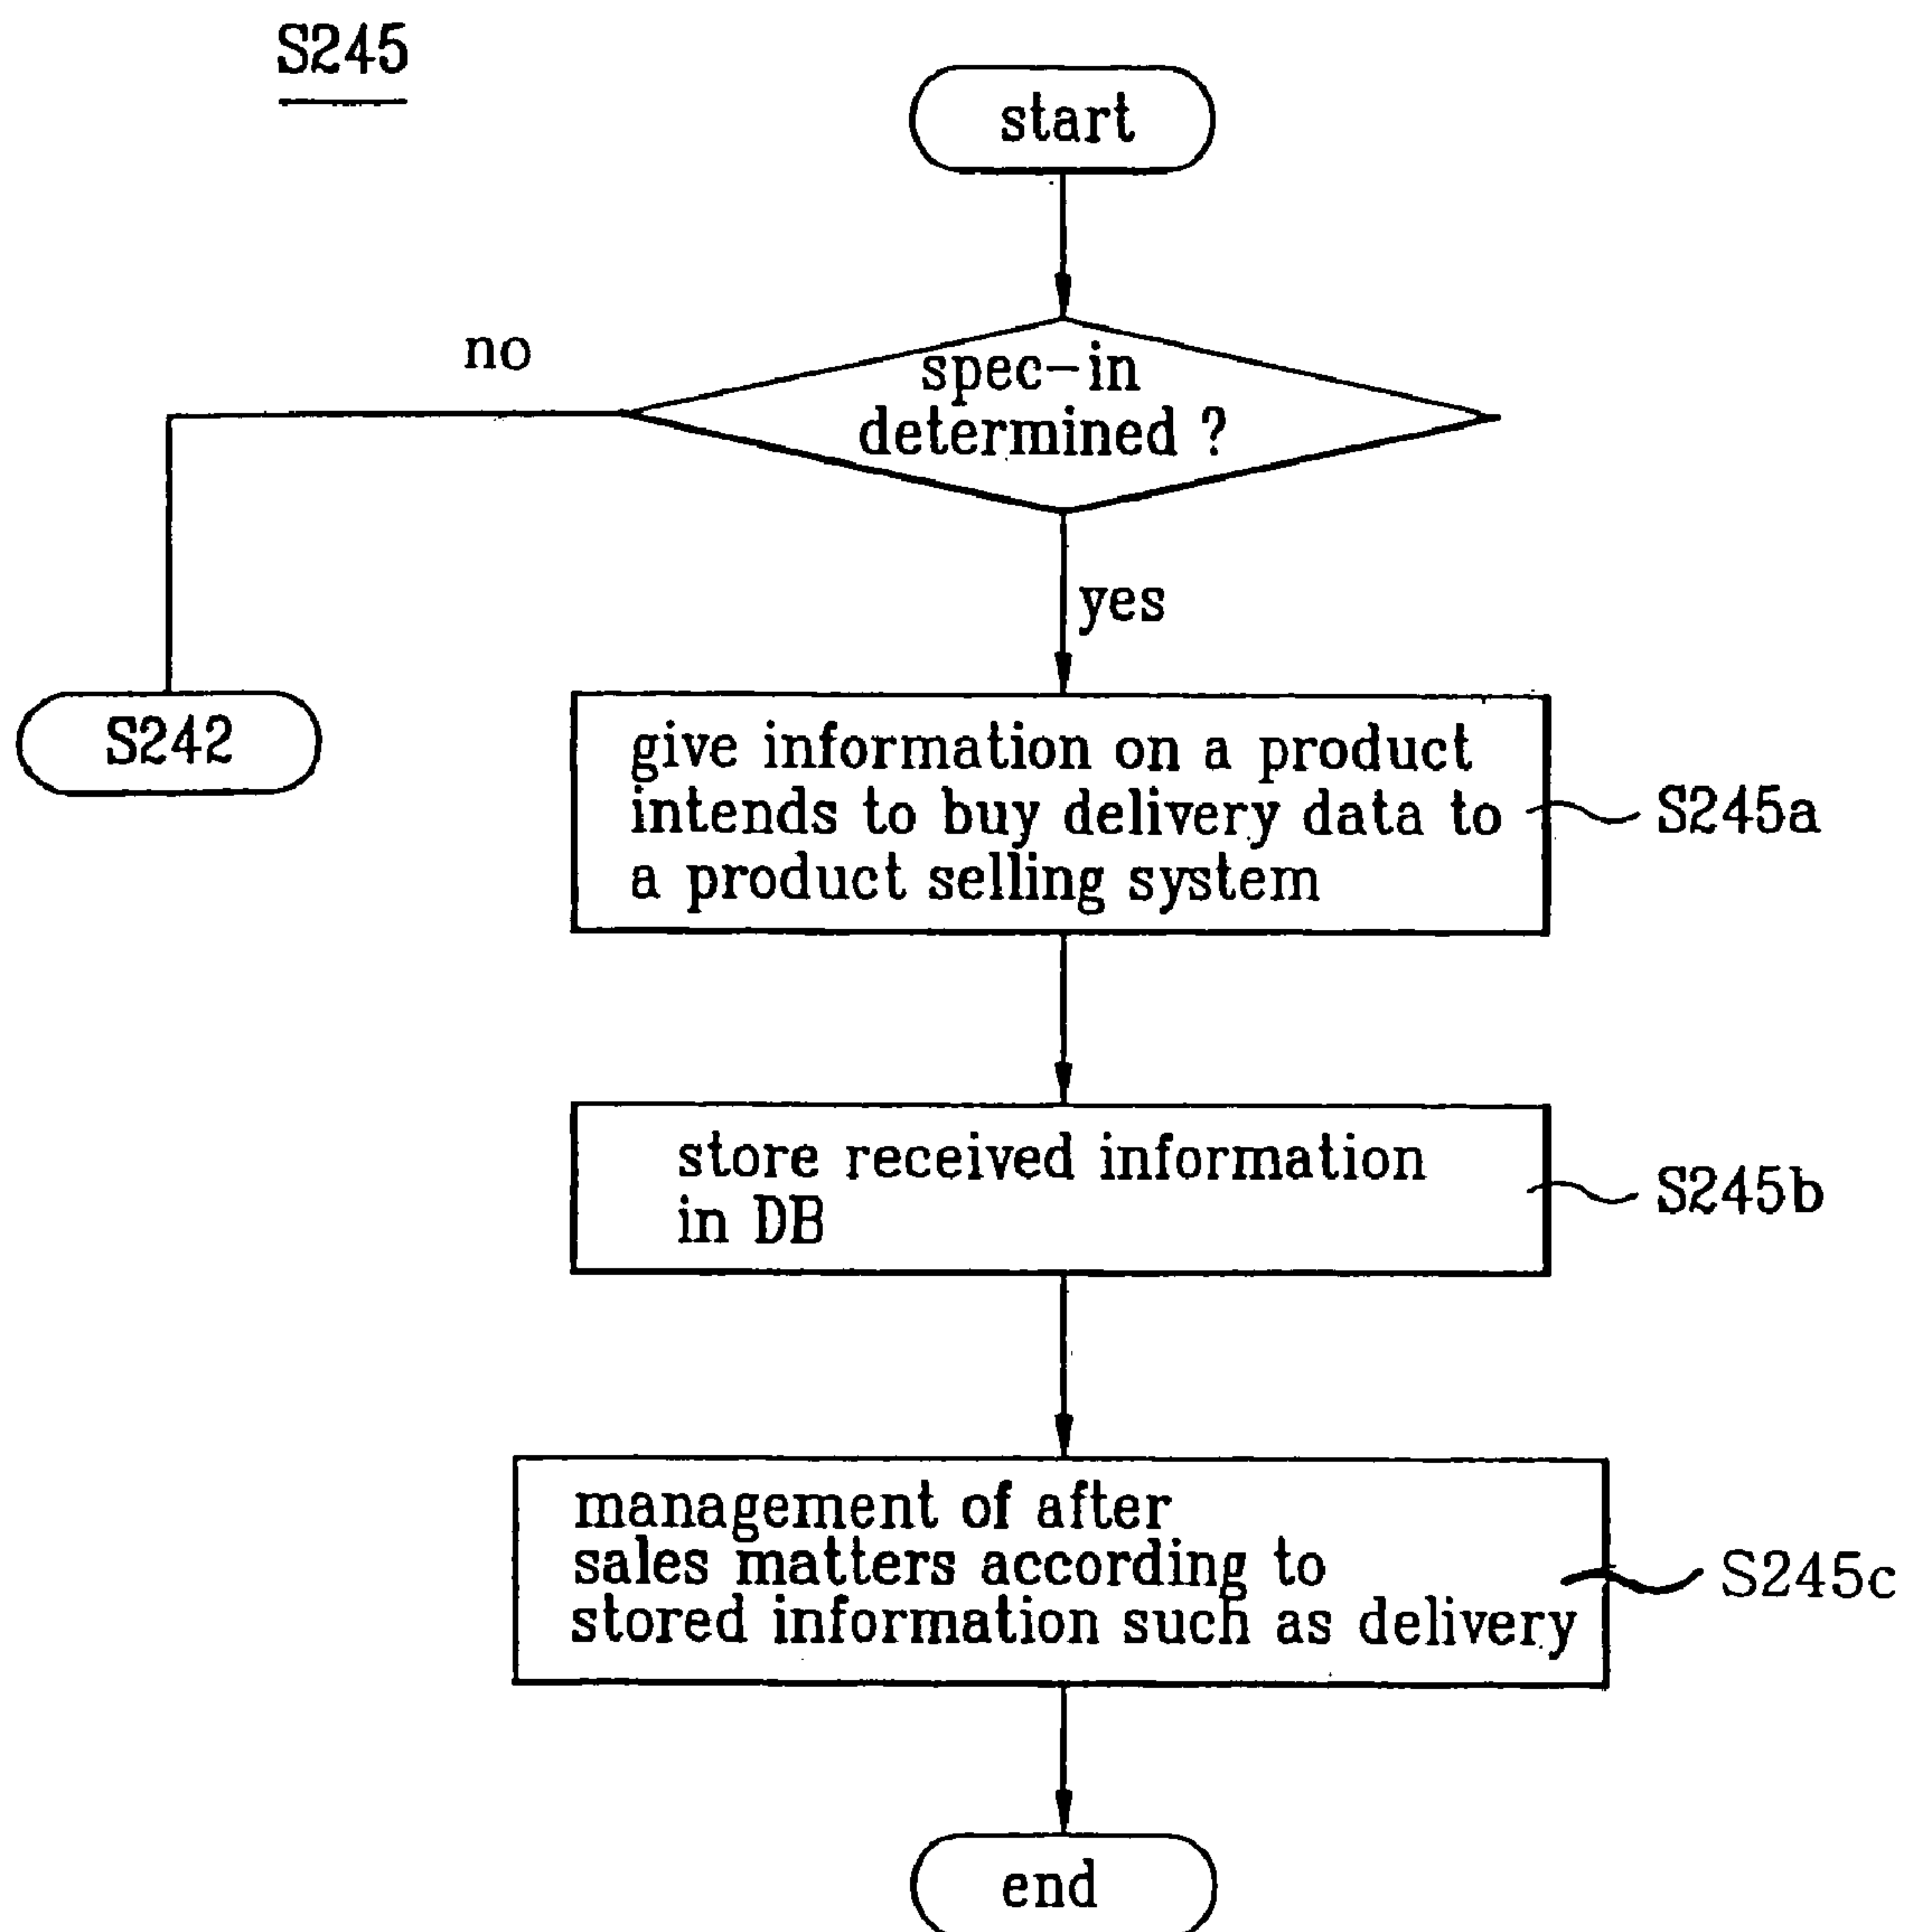 S245
start
no
spec-in
determined ?
yes
S242
give information on a product
intends to buy delivery data to
a product selling system
S245a
store received information
in DB
S245b
management of after
sales matters according to
stored information such as delivery
S245c
end